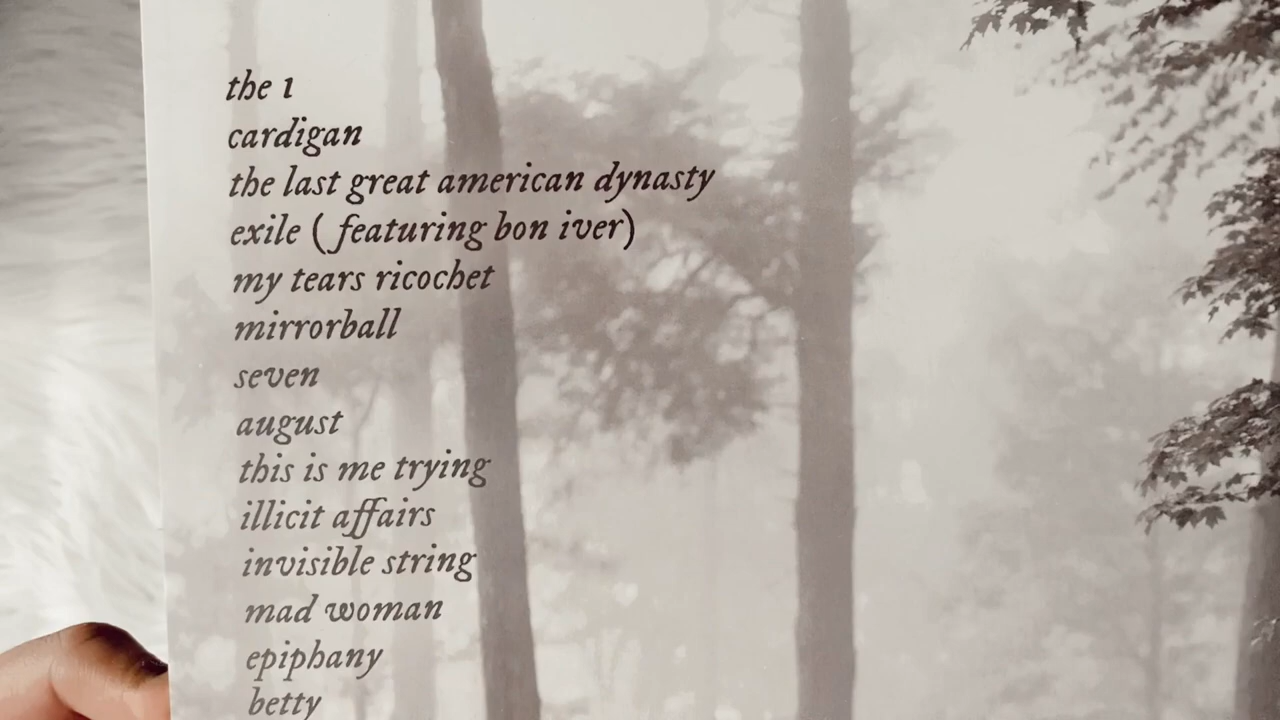 the 1
cardigan
the last great american dynasty
exile (featuring bon iver)
my tears ricochet
mirrorball
seven
august
this is me trying
illicit affairs
invisible string
mad woman
epiphany
betty